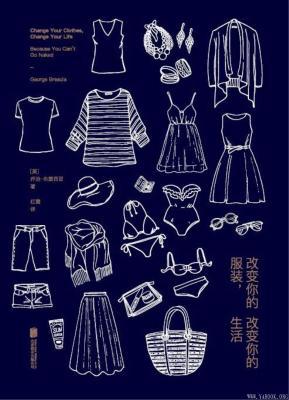 Change Your Clothes,
Change Your Life
Because You Can't
Go Naked
George Brescia
[美]
乔治·布雷西亚
著
红霞
译
改变你的
服装，
改变你的
生活
SUN
WWW.YABOOK.ORG